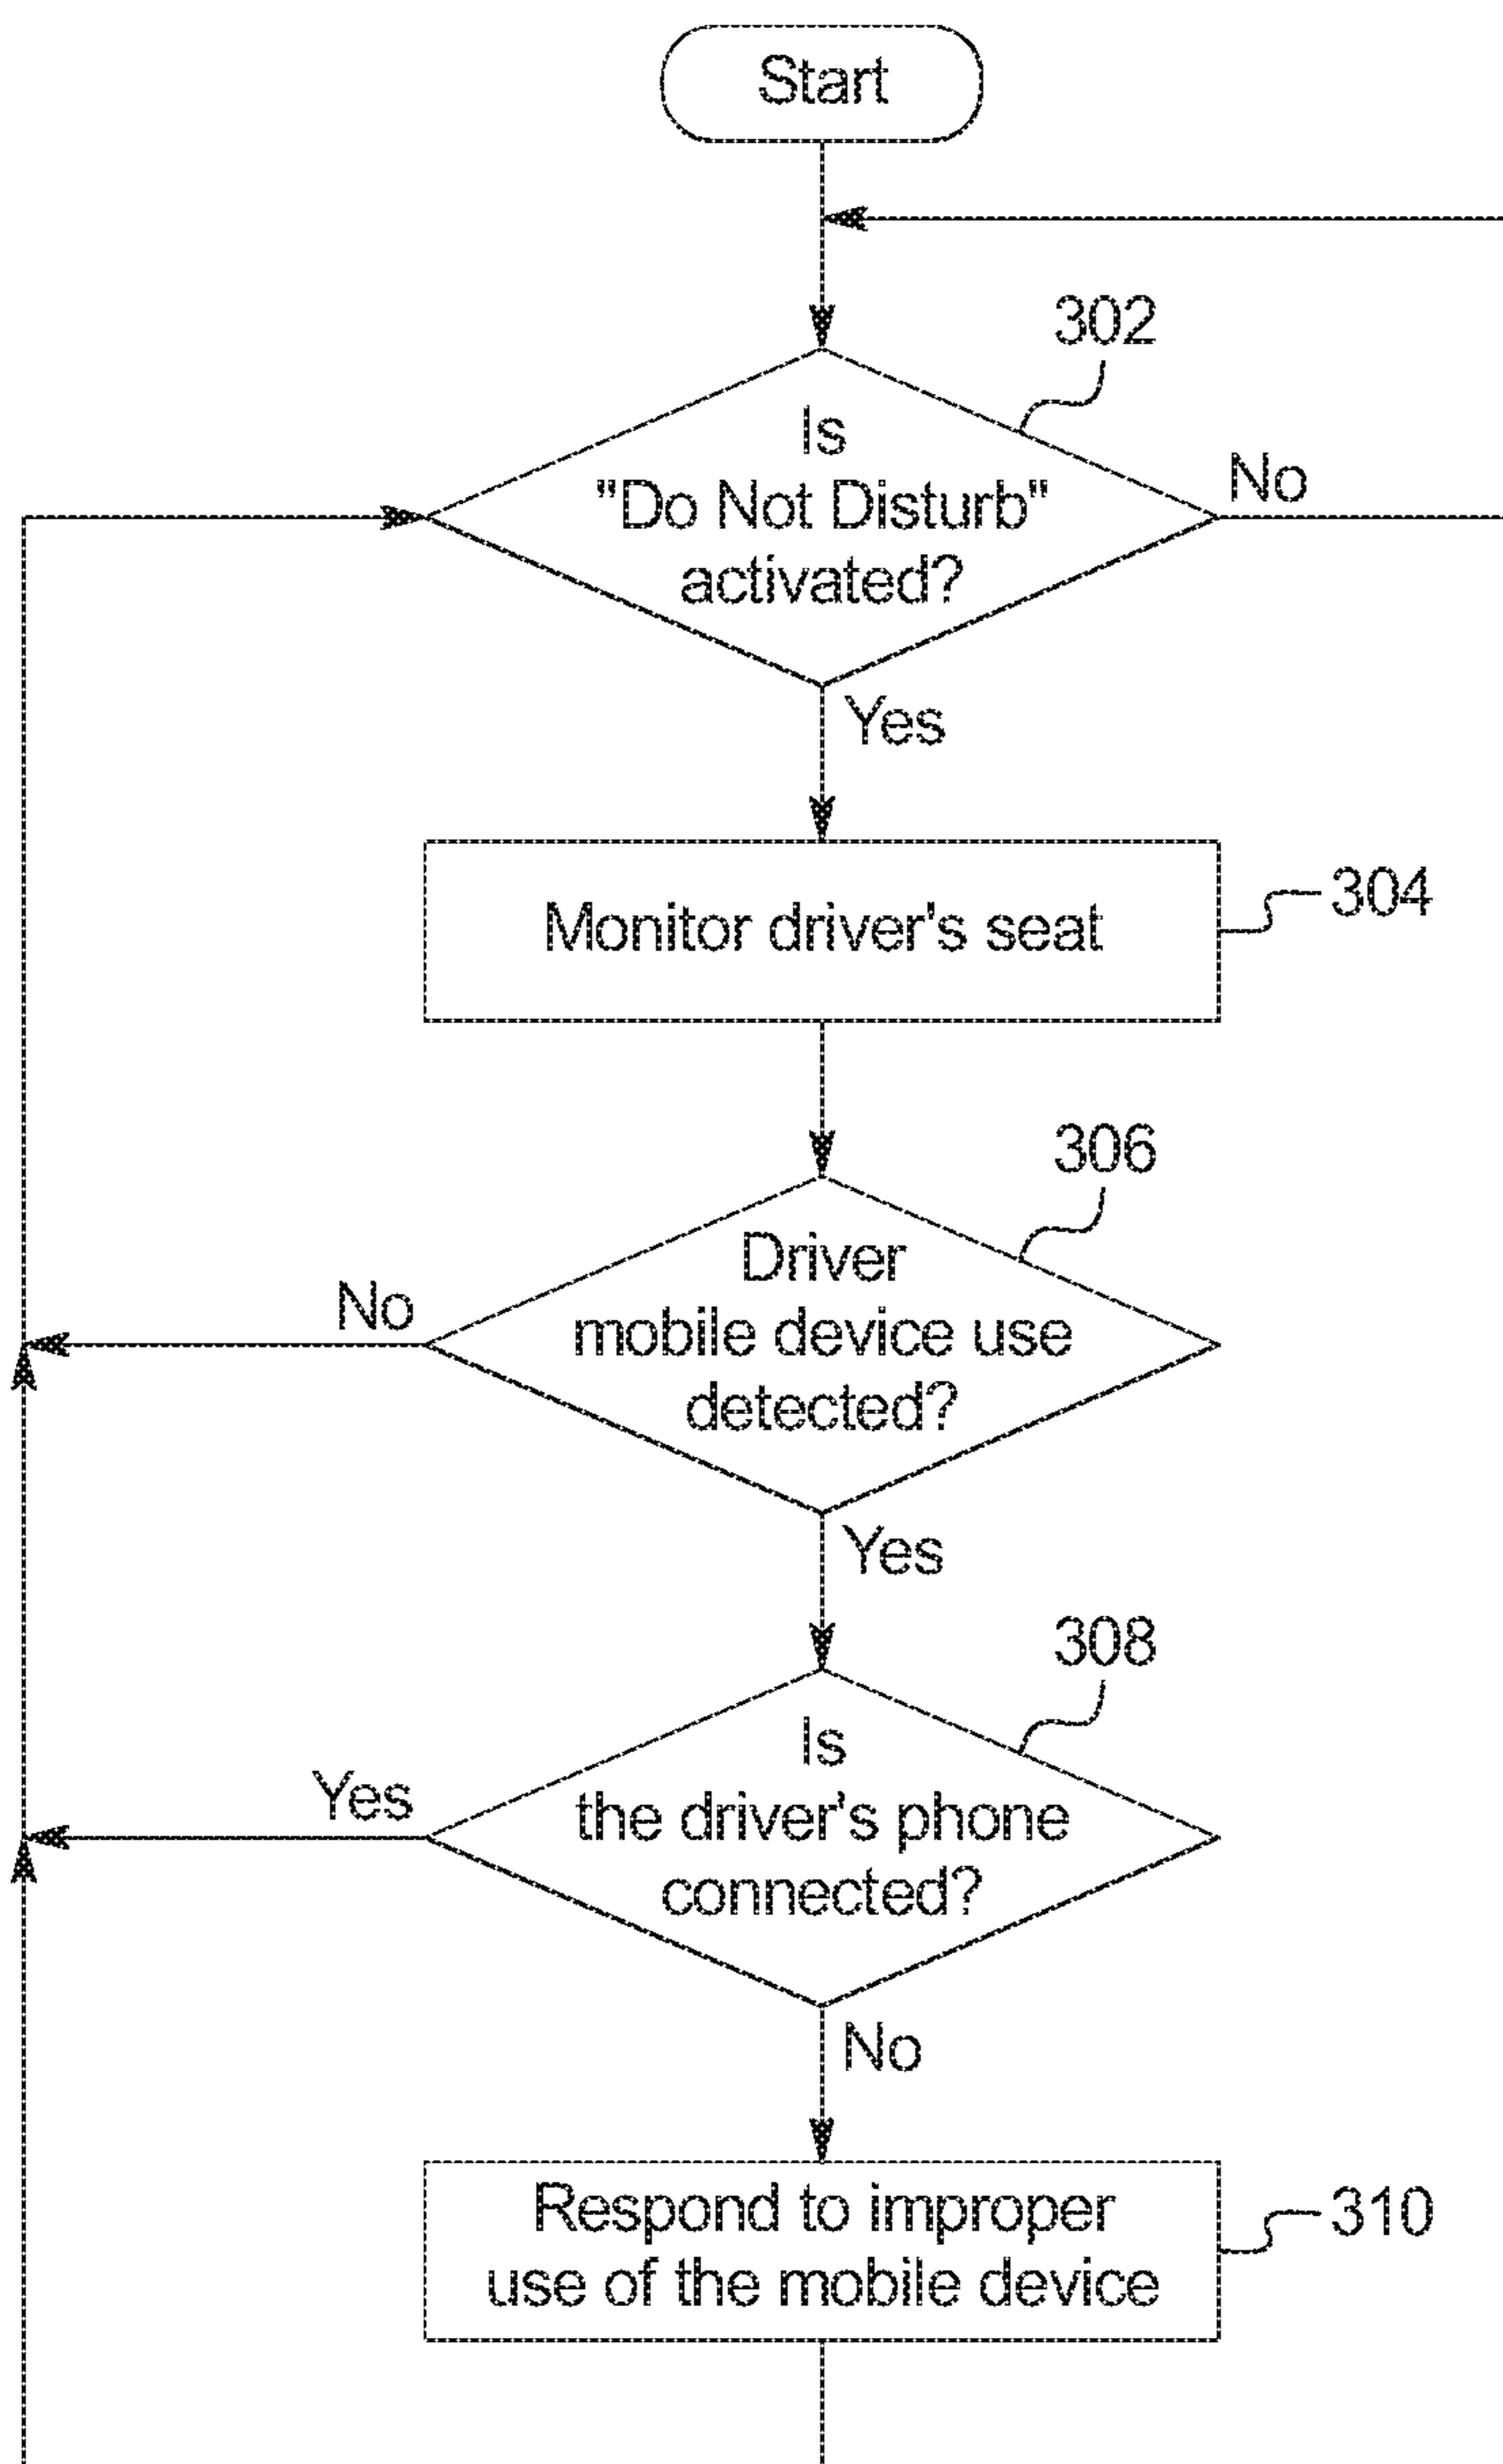 Start
302
Is
"Do Not Disturb"
activated?
No
Yes
Monitor driver's seat
304
306
Driver
mobile device use
detected?
No
Yes
308
Is
the driver's phone
connected?
Yes
No
Respond to improper
use of the mobile device
310